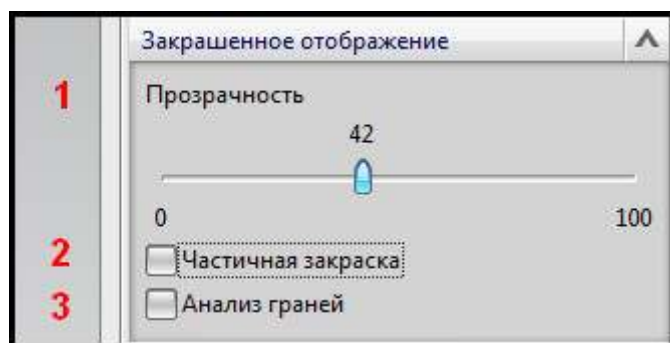 Закрашенное отображение
1 Прозрачность
42
0 100
2 Частичная закраска
3 Анализ граней